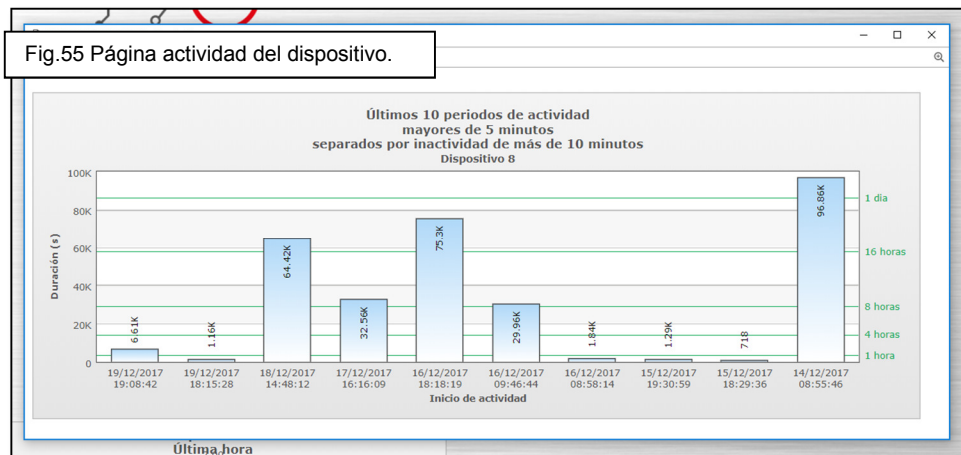 Fig.55 Página actividad del dispositivo.
Últimos 10 periodos de actividad
mayores de 5 minutos
separados por inactividad de más de 10 minutos
Dispositivo 8
Duración (s)
100K
80K
60K
40K
20K
0
6.61K
1.16K
64.42K
32.56K
75.3K
29.96K
1.84K
1.29K
718
96.86K
1 dia
16 horas
8 horas
4 horas
1 hora
19/12/2017 19/12/2017 18/12/2017 17/12/2017 16/12/2017 16/12/2017 16/12/2017 15/12/2017 15/12/2017 14/12/2017
19:08:42 18:15:28 14:48:12 16:16:09 18:18:19 09:46:44 08:58:14 19:30:59 18:29:36 08:55:46
Inicio de actividad
Última hora